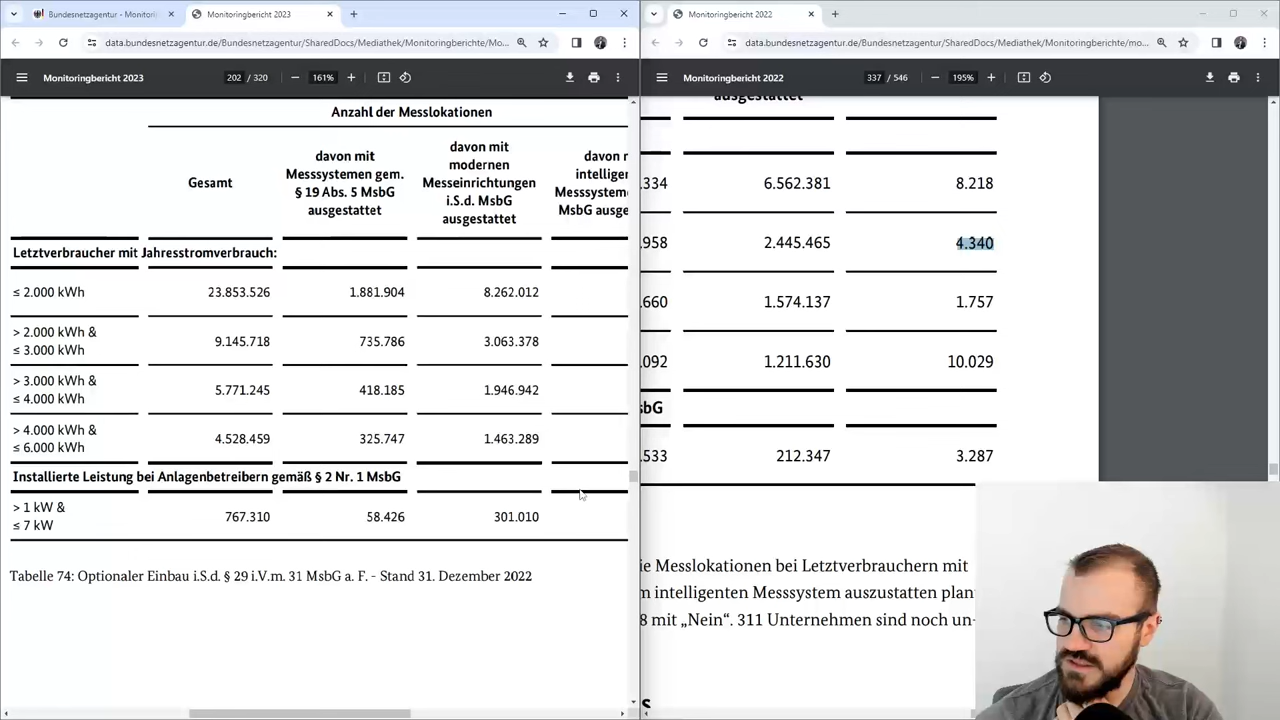 Bundesnetzagentur - Monitori
Monitoringbericht 2023
data.bundesnetzagentur.de/Bundesnetzagentur/SharedDocs/Mediathek/Monitoringberichte/Mo...
Monitoringbericht 2023
202 / 320
161%
Anzahl der Messlokationen
Gesamt
davon mit
Messsystemen gem.
§ 19 Abs. 5 MsbG
ausgestattet
davon mit
modernen
Messeinrichtungen
i.S.d. MsbG
ausgestattet
davon m
intelliger
Messsysteme
MsbG ausge
Letztverbraucher mit Jahresstromverbrauch:
≤ 2.000 kWh 23.853.526 1.881.904 8.262.012
> 2.000 kWh &
≤ 3.000 kWh 9.145.718 735.786 3.063.378
> 3.000 kWh &
≤ 4.000 kWh 5.771.245 418.185 1.946.942
> 4.000 kWh &
≤ 6.000 kWh 4.528.459 325.747 1.463.289
Installierte Leistung bei Anlagenbetreibern gemäß § 2 Nr. 1 MsbG
> 1 kW &
≤ 7 kW 767.310 58.426 301.010
Tabelle 74: Optionaler Einbau i.S.d. § 29 i.V.m. 31 MsbG a. F. - Stand 31. Dezember 2022
Monitoringbericht 2022
data.bundesnetzagentur.de/Bundesnetzagentur/SharedDocs/Mediathek/Monitoringberichte/mo...
Monitoringbericht 2022
337 / 546
195%
ausgestattet
.334 6.562.381 8.218
.958 2.445.465 4.340
.660 1.574.137 1.757
.092 1.211.630 10.029
sbG
.533 212.347 3.287
ie Messlokationen bei Letztverbrauchern mit
m intelligenten Messsystem auszustatten plan
8 mit „Nein“. 311 Unternehmen sind noch un-
s